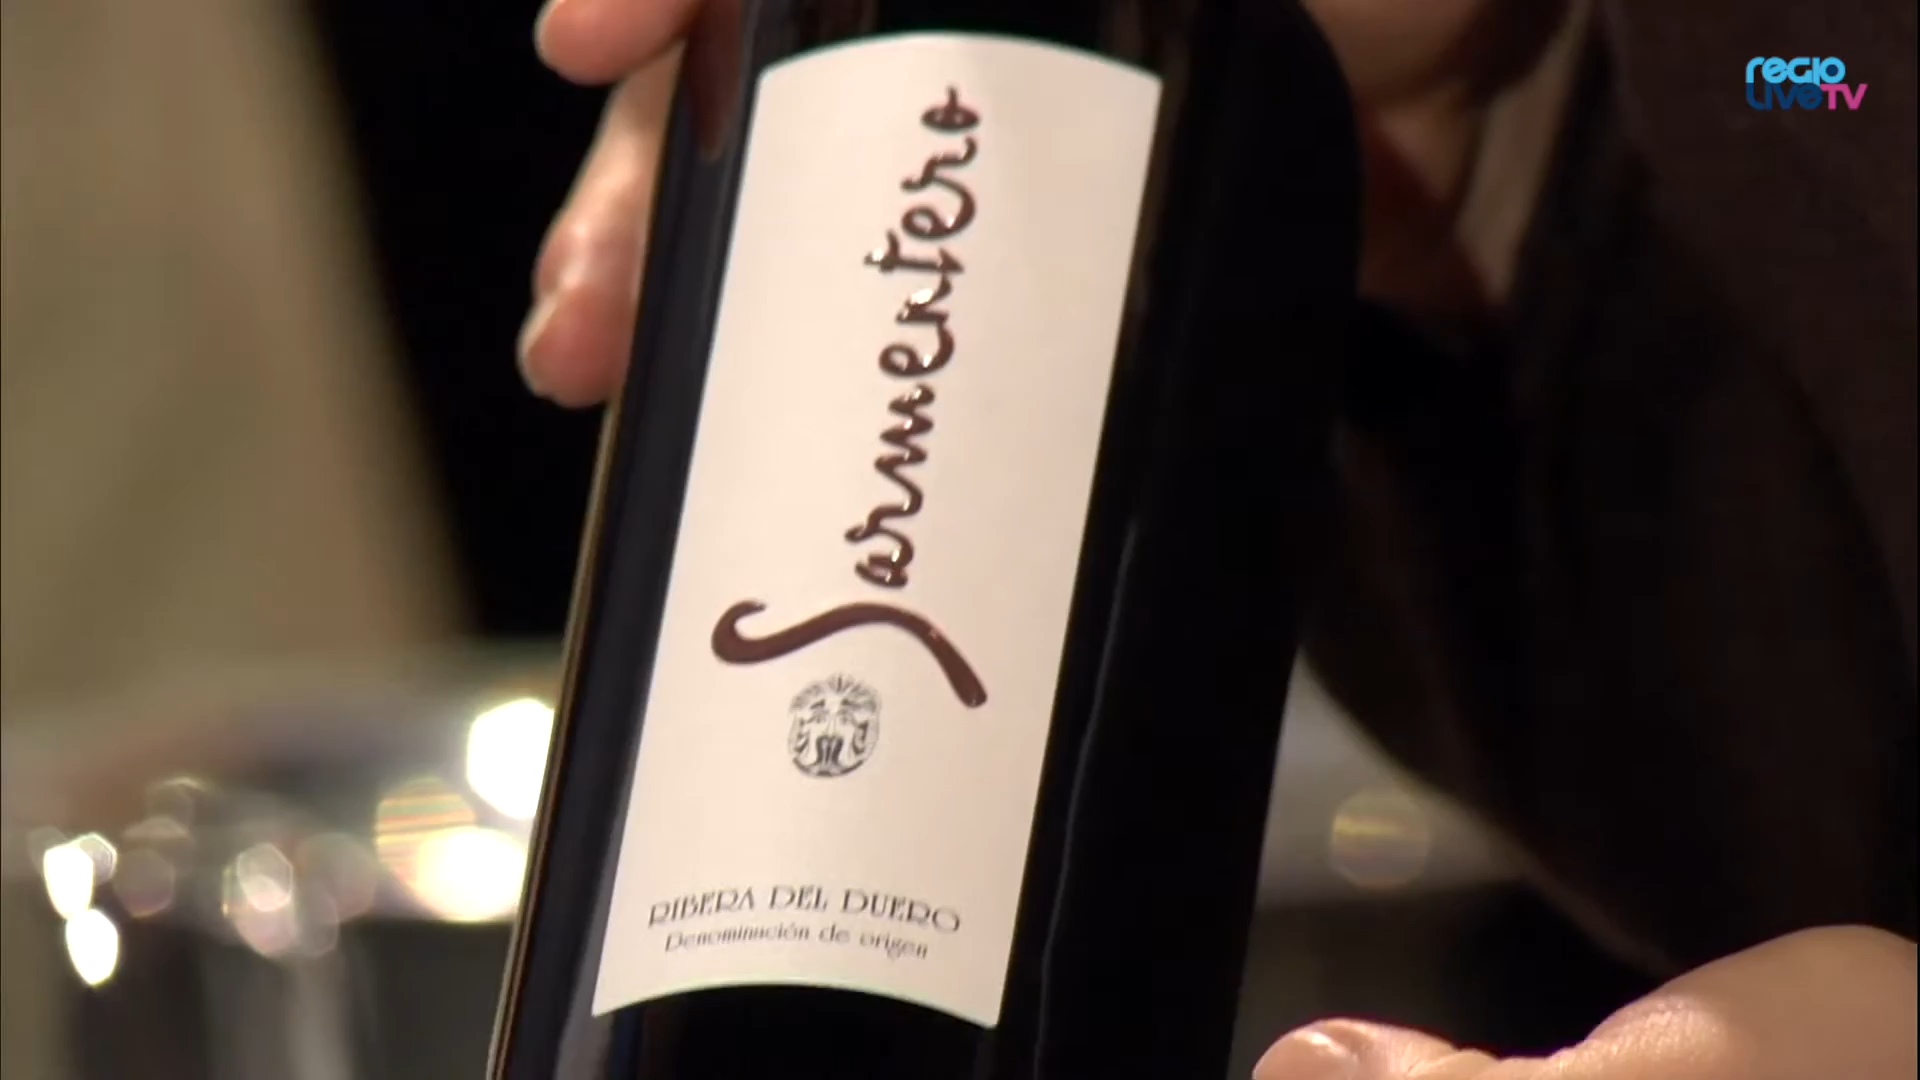 Sarmentero
RIBERA DEL DUERO
Denominación de origen
REGIO
LIVETV